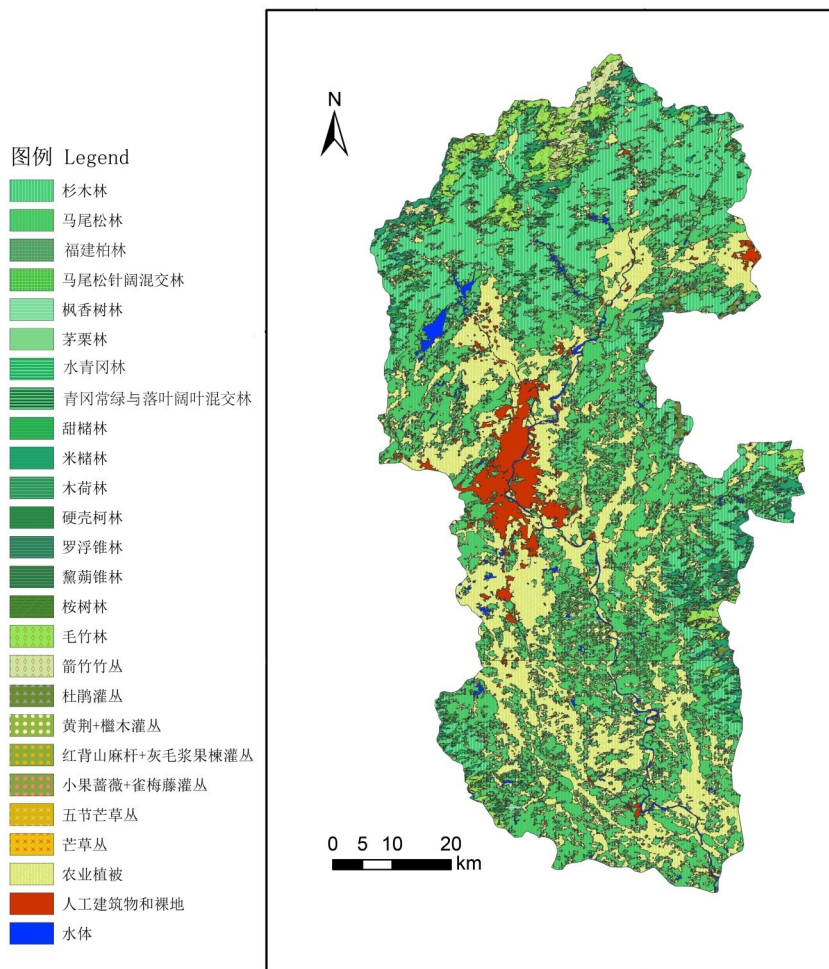 图例 Legend
杉木林
马尾松林
福建柏林
马尾松针阔混交林
枫香树林
茅栗林
水青冈林
青冈常绿与落叶阔叶混交林
甜槠林
米槠林
木荷林
硬壳柯林
罗浮锥林
黧蒴锥林
桉树林
毛竹林
箭竹竹丛
杜鹃灌丛
黄荆+檵木灌丛
红背山麻杆+灰毛浆果楝灌丛
小果蔷薇+雀梅藤灌丛
五节芒草丛
芒草丛
农业植被
人工建筑物和裸地
水体
N
0 5 10 20
km